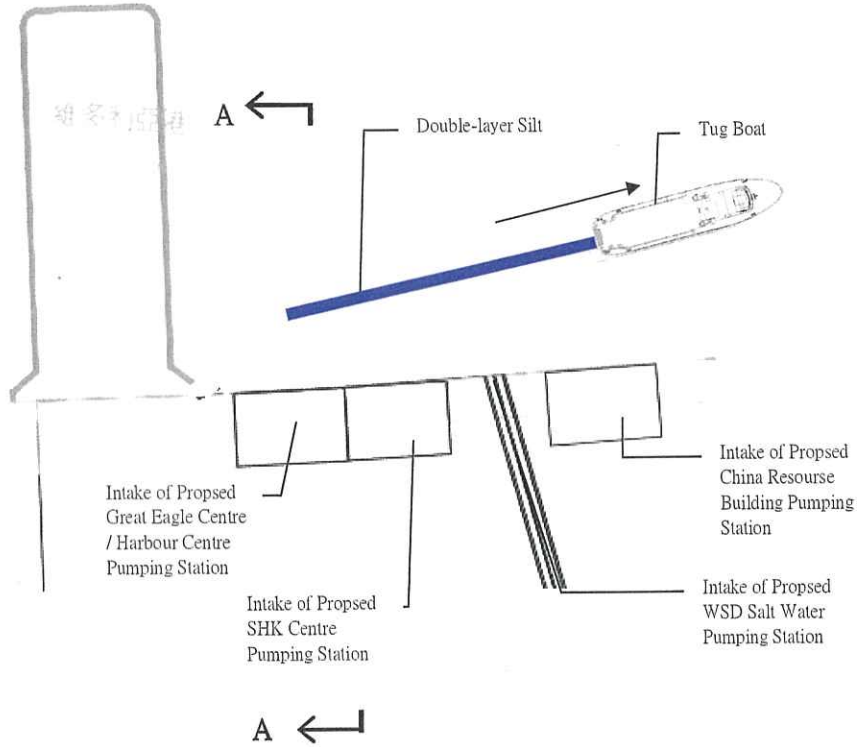 A
Double-layer Silt
Tug Boat
Intake of Propsed
Great Eagle Centre
/ Harbour Centre
Pumping Station
Intake of Propsed
SHK Centre
Pumping Station
Intake of Propsed
China Resourse
Building Pumping
Station
Intake of Propsed
WSD Salt Water
Pumping Station
A